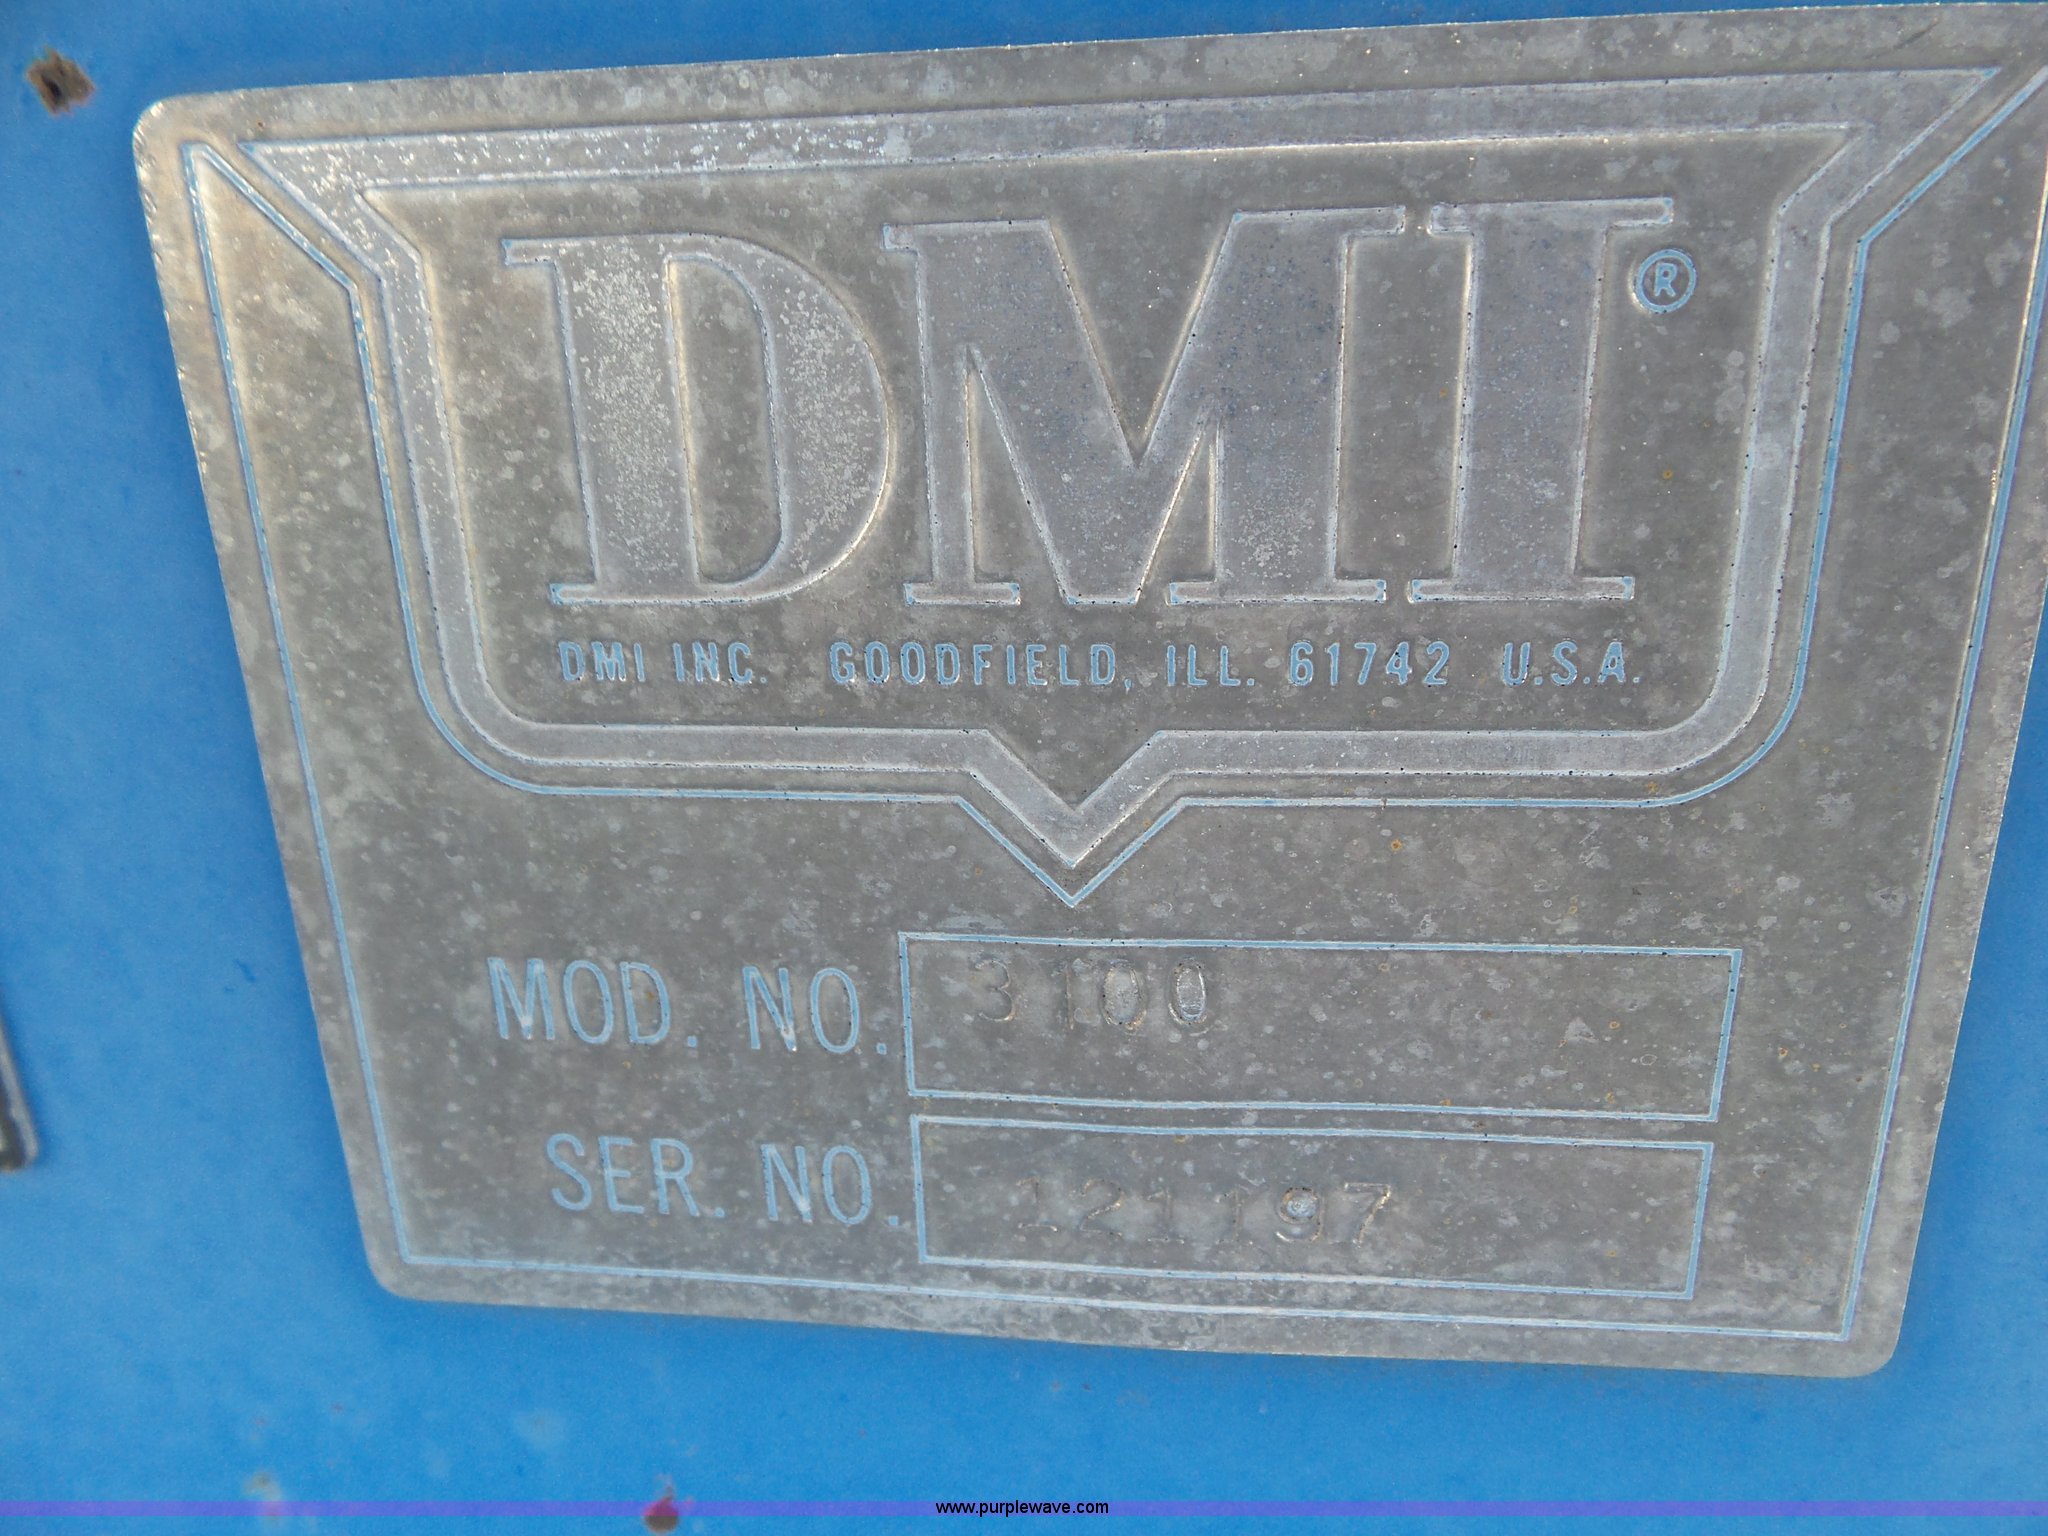 DMI®
DMI INC. GOODFIELD, ILL. 61742 U.S.A.
MOD. NO. 3100
SER. NO. 121197
www.purplewave.com